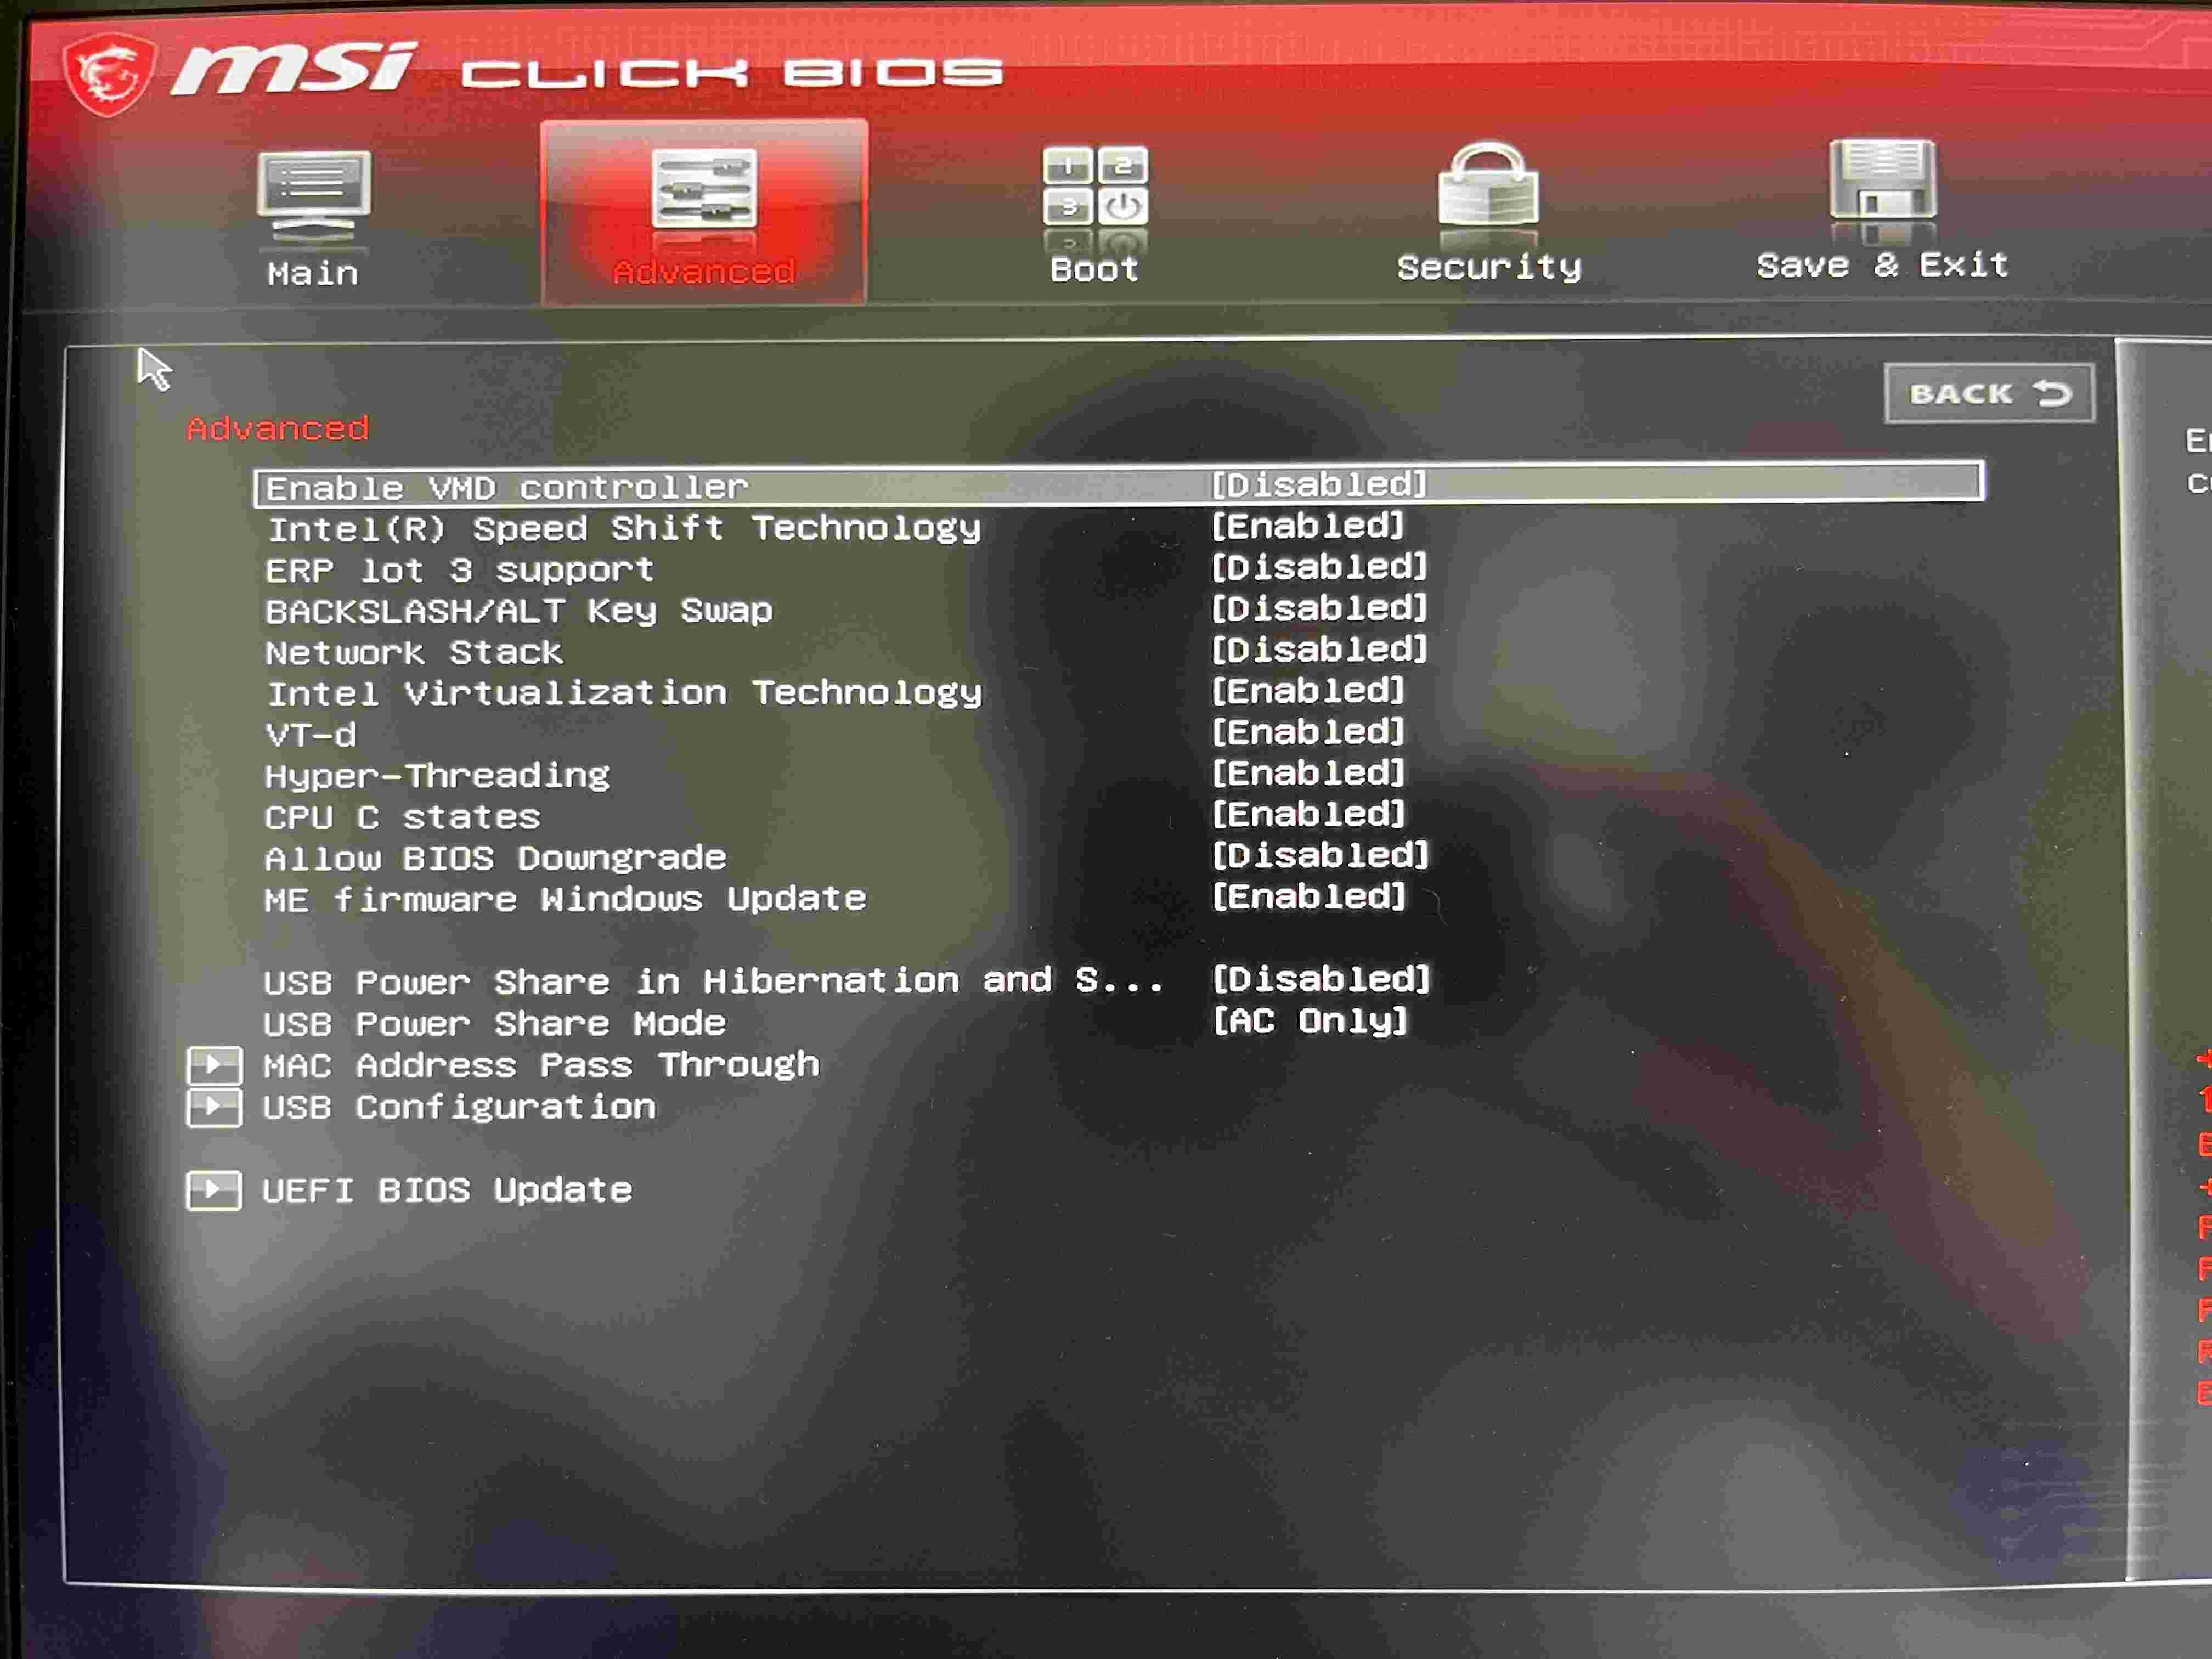 msi CLICK BIOS
Main
Advanced
Boot
Security
Save & Exit
BACK
Advanced
Enable VMD controller [Disabled]
Intel(R) Speed Shift Technology [Enabled]
ERP lot 3 support [Disabled]
BACKSLASH/ALT Key Swap [Disabled]
Network Stack [Disabled]
Intel Virtualization Technology [Enabled]
VT-d [Enabled]
Hyper-Threading [Enabled]
CPU C states [Enabled]
Allow BIOS Downgrade [Disabled]
ME firmware Windows Update [Enabled]
USB Power Share in Hibernation and S... [Disabled]
USB Power Share Mode [AC Only]
MAC Address Pass Through
USB Configuration
UEFI BIOS Update